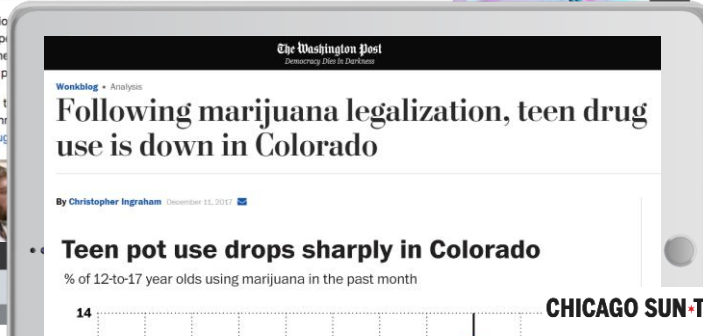 The Washington Post
Democracy Dies in Darkness
Wonkblog • Analysis
Following marijuana legalization, teen drug
use is down in Colorado
By Christopher Ingraham December 11, 2017
Teen pot use drops sharply in Colorado
% of 12-to-17 year olds using marijuana in the past month
14
CHICAGO SUN